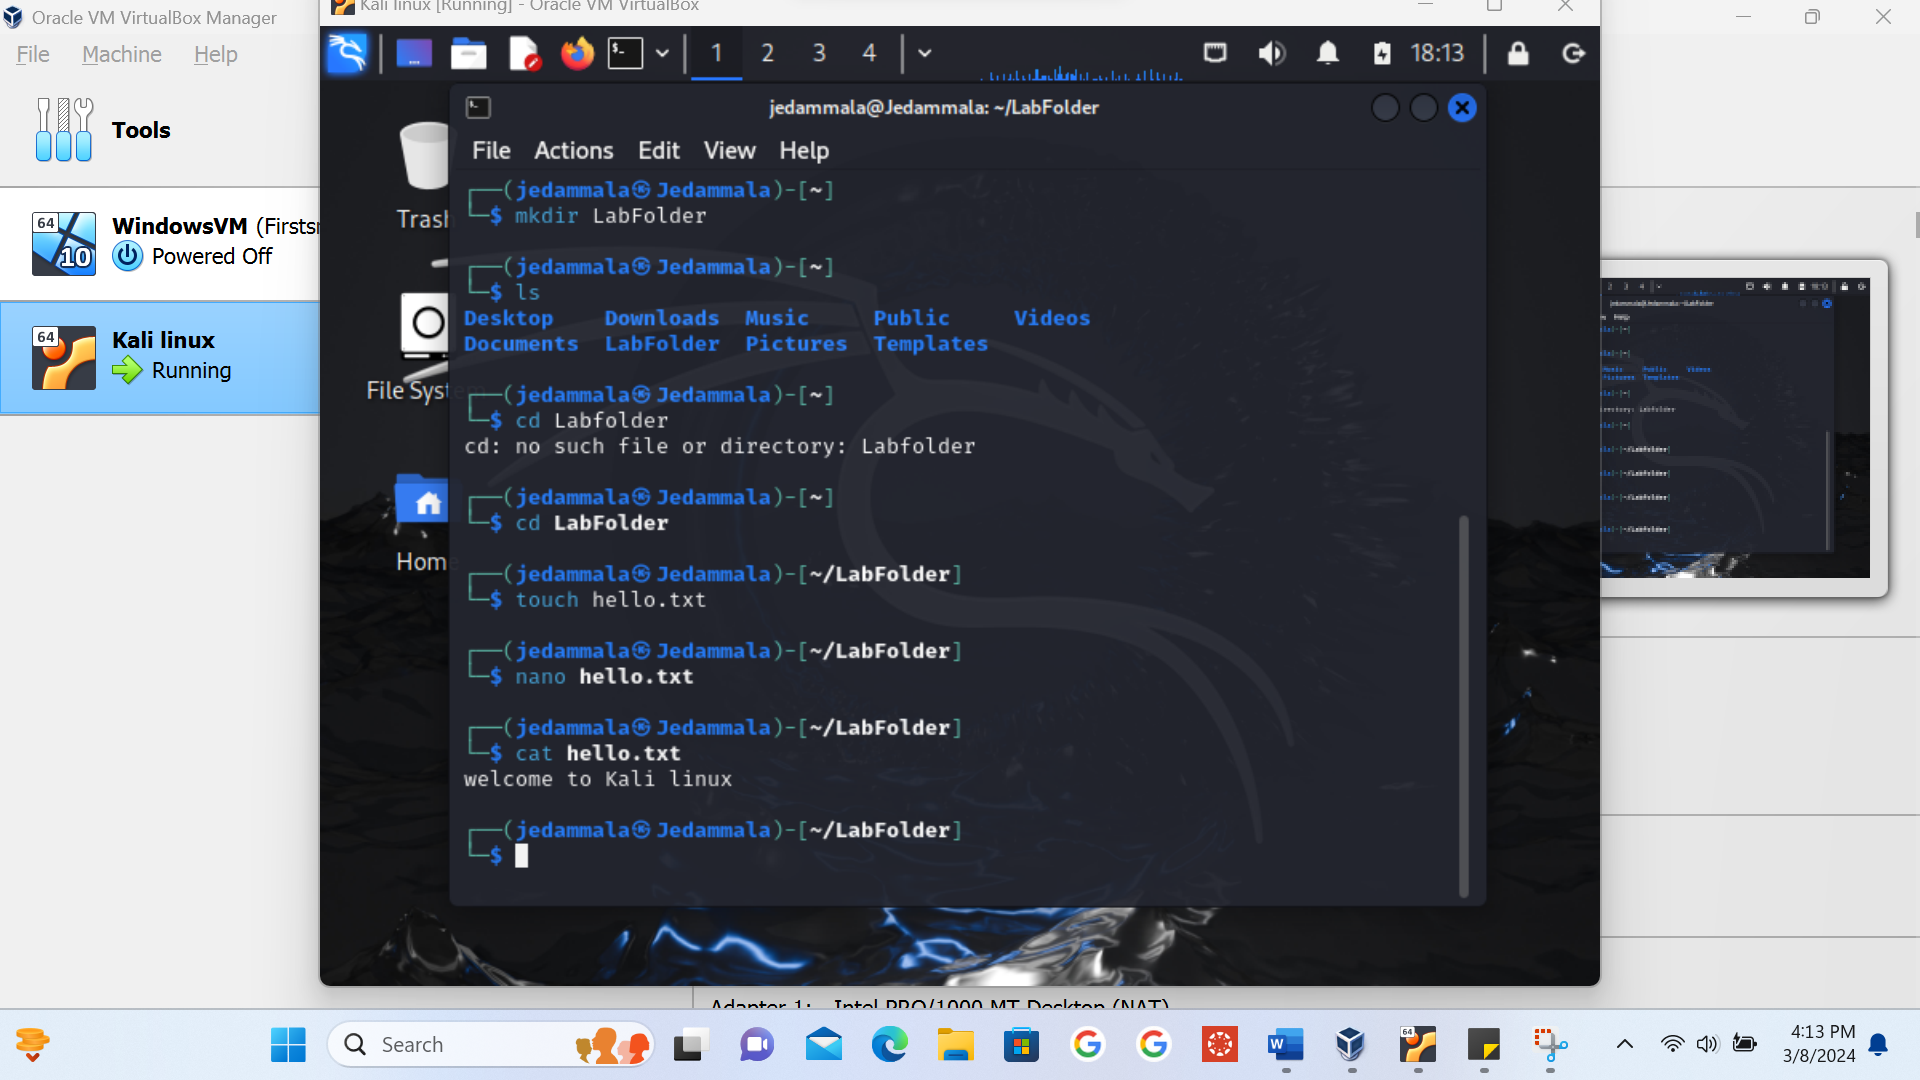 Oracle VM VirtualBox Manager
File Machine Help
Tools
64
10
WindowsVM (Firsts
Powered Off
64
Kali linux
Running
Kali linux [Running] - Oracle VM VirtualBox
1 2 3 4
18:13
Trash
File Syst
Home
jedammala@Jedammala: ~/LabFolder
File Actions Edit View Help
┌──(jedammala㉿Jedammala)-[~]
└─$ mkdir LabFolder
┌──(jedammala㉿Jedammala)-[~]
└─$ ls
Desktop Downloads Music Public Videos
Documents LabFolder Pictures Templates
┌──(jedammala㉿Jedammala)-[~]
└─$ cd Labfolder
cd: no such file or directory: Labfolder
┌──(jedammala㉿Jedammala)-[~]
└─$ cd LabFolder
┌──(jedammala㉿Jedammala)-[~/LabFolder]
└─$ touch hello.txt
┌──(jedammala㉿Jedammala)-[~/LabFolder]
└─$ nano hello.txt
┌──(jedammala㉿Jedammala)-[~/LabFolder]
└─$ cat hello.txt
welcome to Kali linux
┌──(jedammala㉿Jedammala)-[~/LabFolder]
└─$
Adapter 1: Intel PRO/1000 MT Desktop (NAT)
Search
64
4:13 PM
3/8/2024